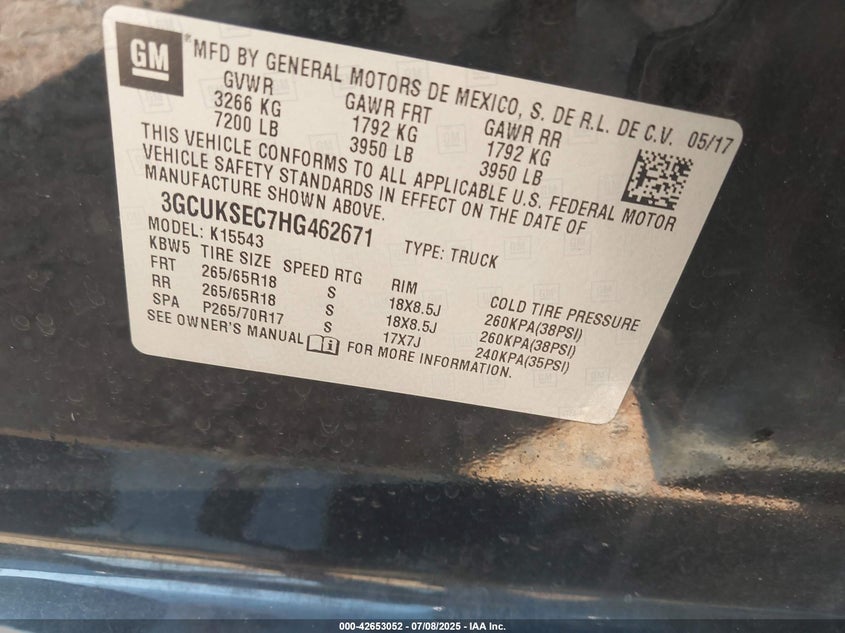 GM
®MFD BY GENERAL MOTORS DE MEXICO, S. DE R.L. DE C.V. 05/17
GVWR GAWR FRT GAWR RR
3266 KG 1792 KG 1792 KG
7200 LB 3950 LB 3950 LB
THIS VEHICLE CONFORMS TO ALL APPLICABLE U.S. FEDERAL MOTOR
VEHICLE SAFETY STANDARDS IN EFFECT ON THE DATE OF
MANUFACTURE SHOWN ABOVE.
3GCUKSEC7HG462671 TYPE: TRUCK
MODEL: K15543
KBW5 TIRE SIZE SPEED RTG RIM COLD TIRE PRESSURE
FRT 265/65R18 S 18X8.5J 260KPA(38PSI)
RR 265/65R18 S 18X8.5J 260KPA(38PSI)
SPA P265/70R17 S 17X7J 240KPA(35PSI)
SEE OWNER'S MANUAL FOR MORE INFORMATION.
000-42653052 - 07/08/2025 - IAA Inc.